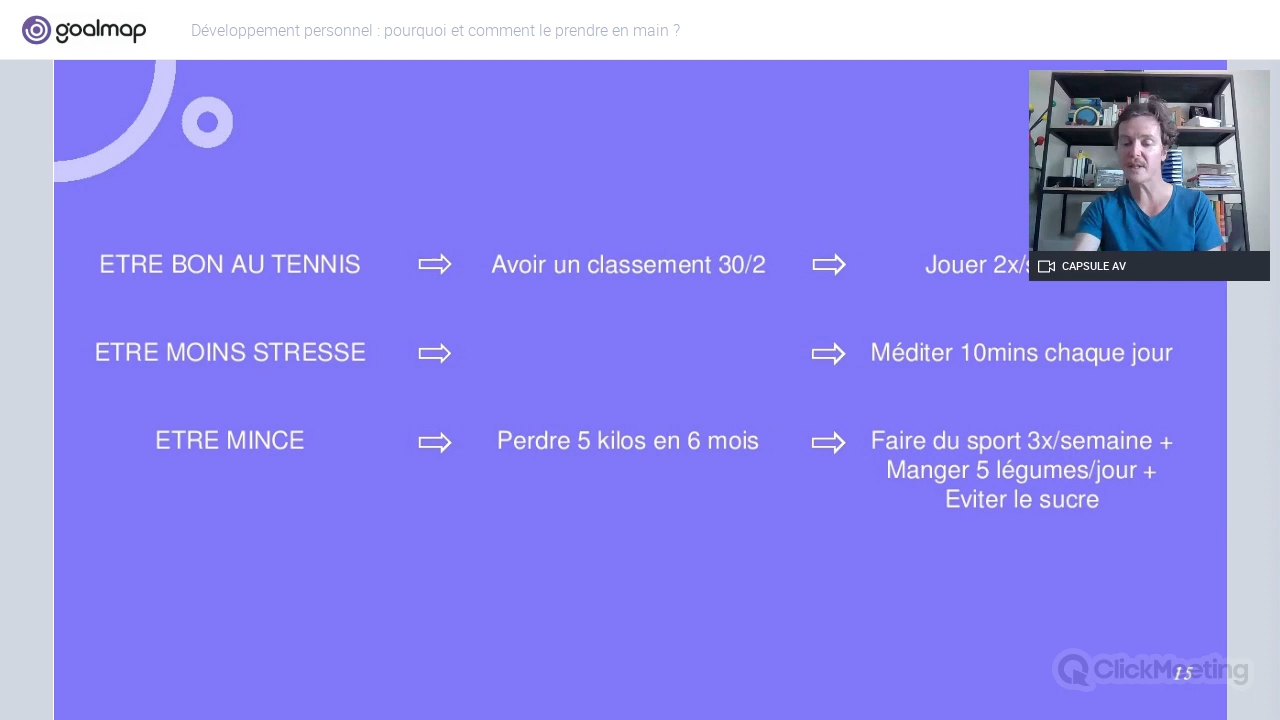 goalmap
Développement personnel : pourquoi et comment le prendre en main ?
ETRE BON AU TENNIS
Avoir un classement 30/2
Jouer
CAPSULE AV
ETRE MOINS STRESSE
Méditer 10mins chaque jour
ETRE MINCE
Perdre 5 kilos en 6 mois
Faire du sport 3x/semaine +
Manger 5 légumes/jour +
Eviter le sucre
ClickMeeting
15